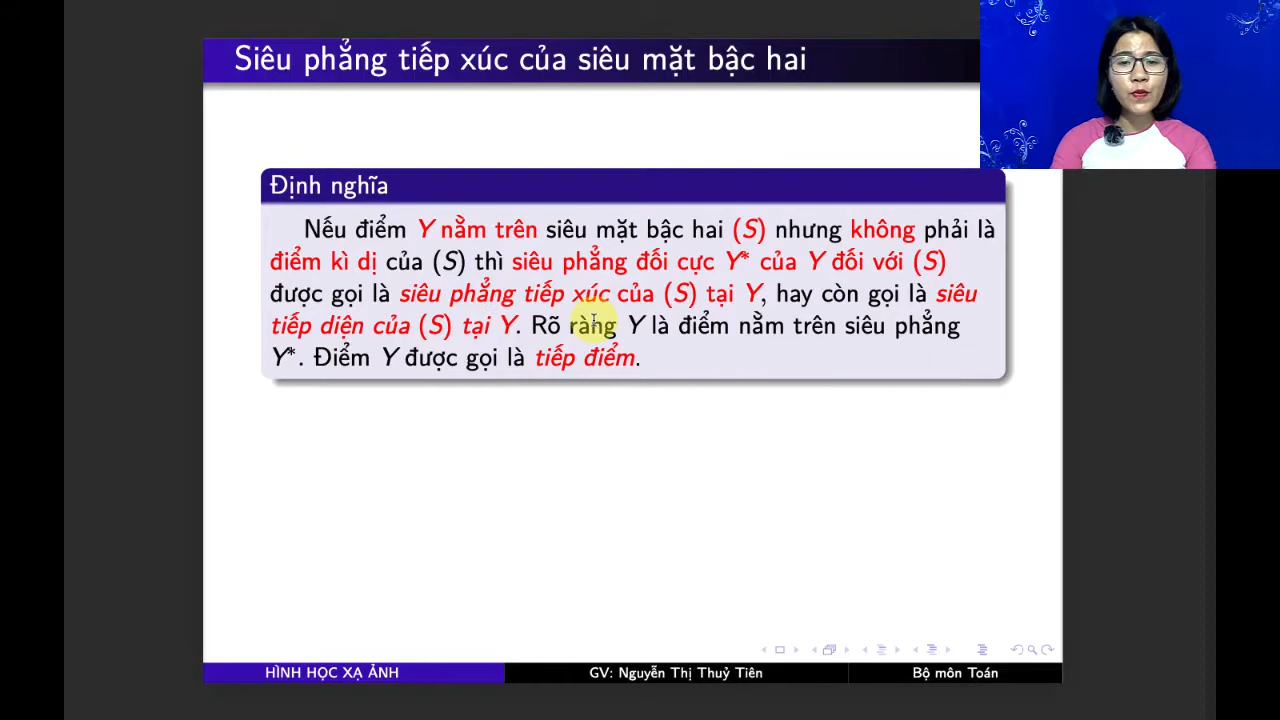 Siêu phẳng tiếp xúc của siêu mặt bậc hai
Định nghĩa
Nếu điểm Y nằm trên siêu mặt bậc hai (S) nhưng không phải là
điểm kì dị của (S) thì siêu phẳng đối cực Y* của Y đối với (S)
được gọi là siêu phẳng tiếp xúc của (S) tại Y, hay còn gọi là siêu
tiếp diện của (S) tại Y. Rõ ràng Y là điểm nằm trên siêu phẳng
Y*. Điểm Y được gọi là tiếp điểm.
HÌNH HỌC XẠ ẢNH
GV: Nguyễn Thị Thuỷ Tiên
Bộ môn Toán